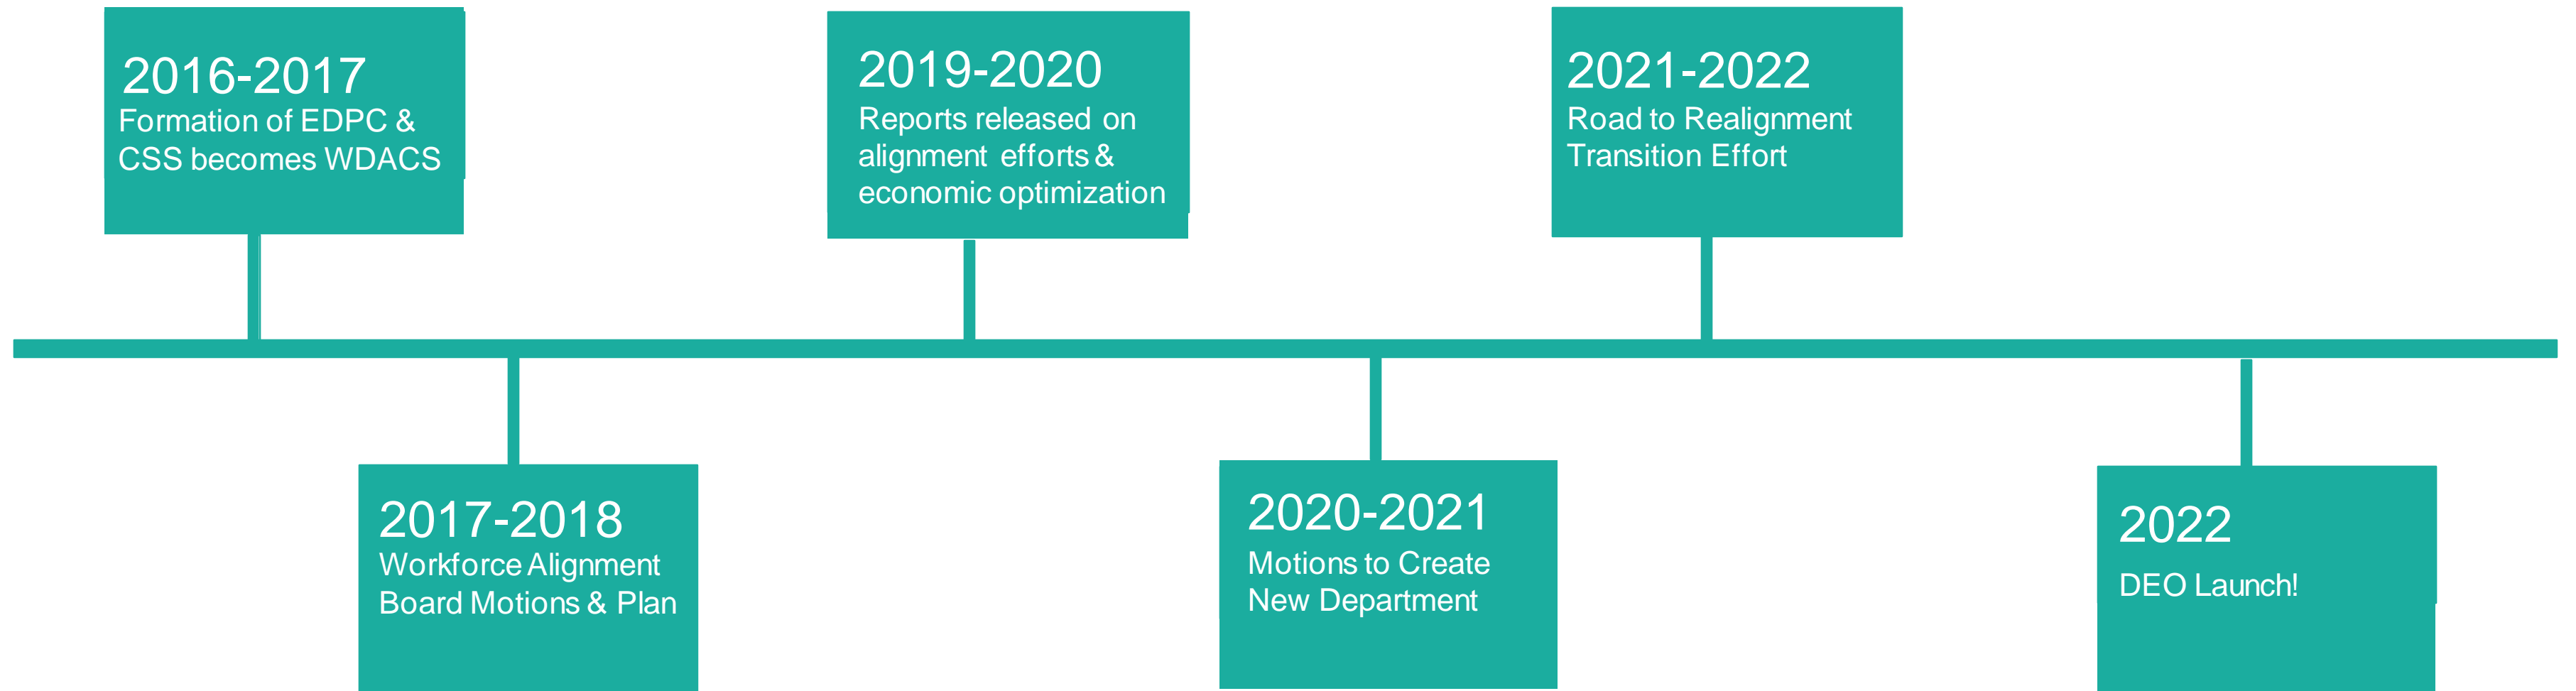 2016-2017
Formation of EDPC &
CSS becomes WDACS
2017-2018
Workforce Alignment
Board Motions & Plan
2019-2020
Reports released on
alignment efforts &
economic optimization
2020-2021
Motions to Create
New Department
2021-2022
Road to Realignment
Transition Effort
2022
DEO Launch!